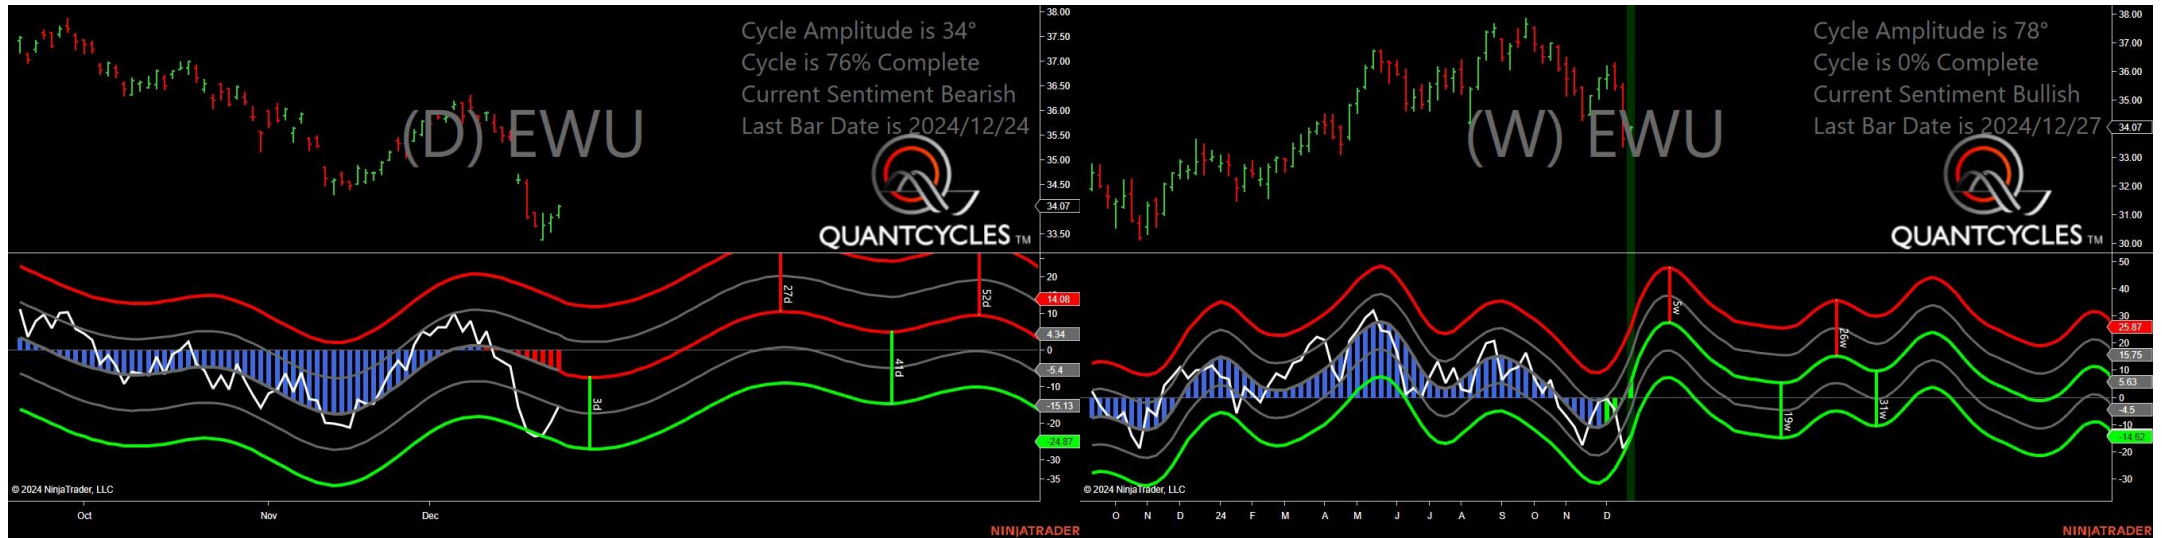 Cycle Amplitude is 34°
Cycle is 76% Complete
Current Sentiment Bearish
Last Bar Date is 2024/12/24
(D) EWU
QUANTCYCLES TM
38.00
37.50
37.00
36.50
36.00
35.50
35.00
34.50
34.07
33.50
20
14.08
10
4.34
0
-5.4
-10
-15.13
-20
-24.87
-30
-35
27d
52d
3d
41d
© 2024 NinjaTrader, LLC
Oct Nov Dec
NINJATRADER
Cycle Amplitude is 78°
Cycle is 0% Complete
Current Sentiment Bullish
Last Bar Date is 2024/12/27
(W) EWU
QUANTCYCLES TM
38.00
37.00
36.00
35.00
34.07
33.00
32.00
31.00
30.00
50
40
30
25.87
20
15.75
10
5.63
0
-4.5
-10
-14.62
-20
-30
5w
26w
19w
31w
© 2024 NinjaTrader, LLC
O N D 24 F M A M J J A S O N D
NINJATRADER